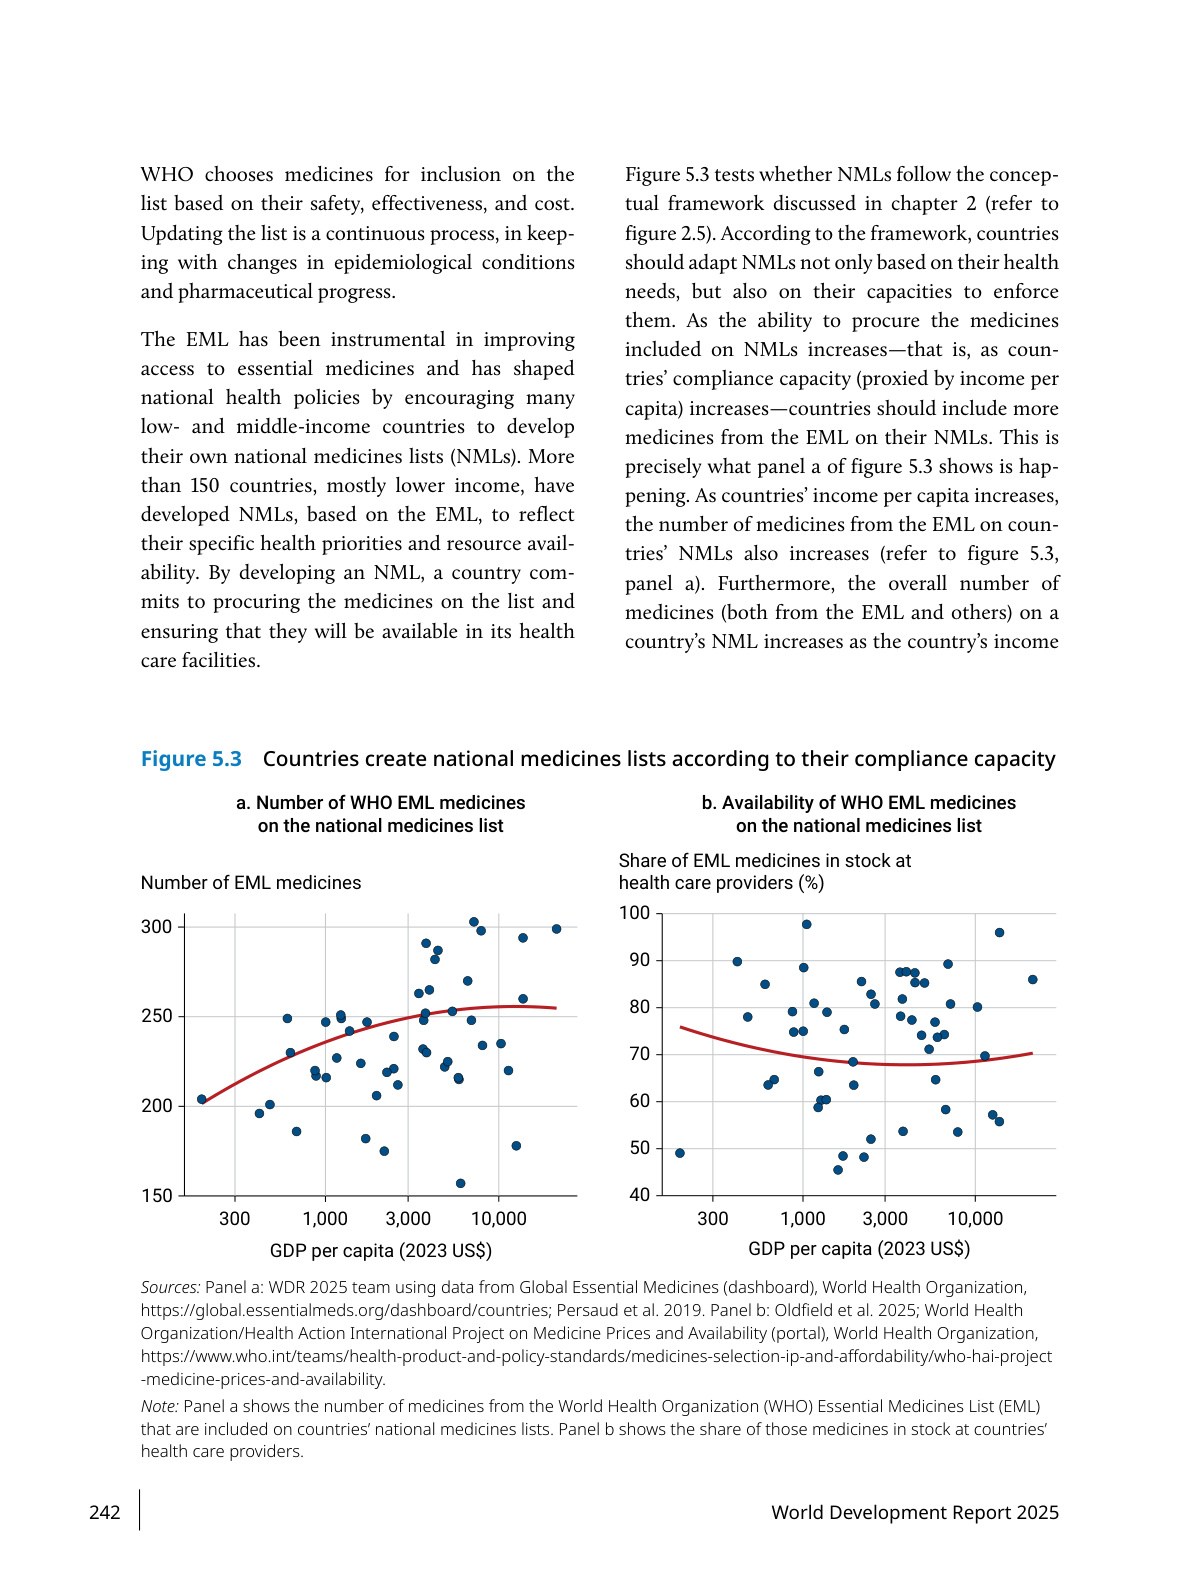 WHO chooses medicines for inclusion on the
list based on their safety, effectiveness, and cost.
Updating the list is a continuous process, in keep-
ing with changes in epidemiological conditions
and pharmaceutical progress.
The EML has been instrumental in improving
access to essential medicines and has shaped
national health policies by encouraging many
low- and middle-income countries to develop
their own national medicines lists (NMLs). More
than 150 countries, mostly lower income, have
developed NMLs, based on the EML, to reflect
their specific health priorities and resource avail-
ability. By developing an NML, a country com-
mits to procuring the medicines on the list and
ensuring that they will be available in its health
care facilities.
Figure 5.3 tests whether NMLs follow the concep-
tual framework discussed in chapter 2 (refer to
figure 2.5). According to the framework, countries
should adapt NMLs not only based on their health
needs, but also on their capacities to enforce
them. As the ability to procure the medicines
included on NMLs increases—that is, as coun-
tries’ compliance capacity (proxied by income per
capita) increases—countries should include more
medicines from the EML on their NMLs. This is
precisely what panel a of figure 5.3 shows is hap-
pening. As countries’ income per capita increases,
the number of medicines from the EML on coun-
tries’ NMLs also increases (refer to figure 5.3,
panel a). Furthermore, the overall number of
medicines (both from the EML and others) on a
country’s NML increases as the country’s income
Figure 5.3 Countries create national medicines lists according to their compliance capacity
a. Number of WHO EML medicines
on the national medicines list
Number of EML medicines
300
250
200
150
300 1,000 3,000 10,000
GDP per capita (2023 US$)
b. Availability of WHO EML medicines
on the national medicines list
Share of EML medicines in stock at
health care providers (%)
100
90
80
70
60
50
40
300 1,000 3,000 10,000
GDP per capita (2023 US$)
Sources: Panel a: WDR 2025 team using data from Global Essential Medicines (dashboard), World Health Organization,
https://global.essentialmeds.org/dashboard/countries; Persaud et al. 2019. Panel b: Oldfield et al. 2025; World Health
Organization/Health Action International Project on Medicine Prices and Availability (portal), World Health Organization,
https://www.who.int/teams/health-product-and-policy-standards/medicines-selection-ip-and-affordability/who-hai-project
-medicine-prices-and-availability.
Note: Panel a shows the number of medicines from the World Health Organization (WHO) Essential Medicines List (EML)
that are included on countries’ national medicines lists. Panel b shows the share of those medicines in stock at countries’
health care providers.
242
World Development Report 2025